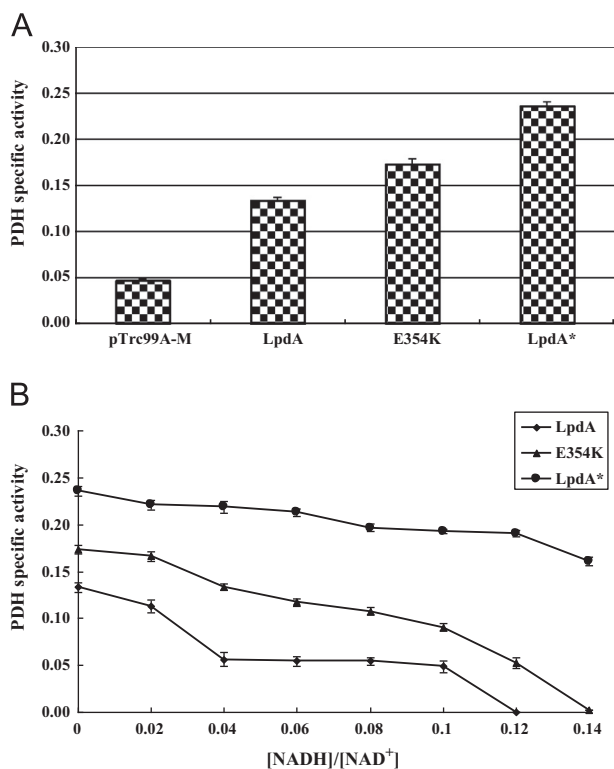 A
PDH specific activity
0.30
0.25
0.20
0.15
0.10
0.05
0.00
pTrc99A-M LpdA E354K LpdA*
B
LpdA
E354K
LpdA*
PDH specific activity
0.30
0.25
0.20
0.15
0.10
0.05
0.00
0 0.02 0.04 0.06 0.08 0.1 0.12 0.14
[NADH]/[NAD+]